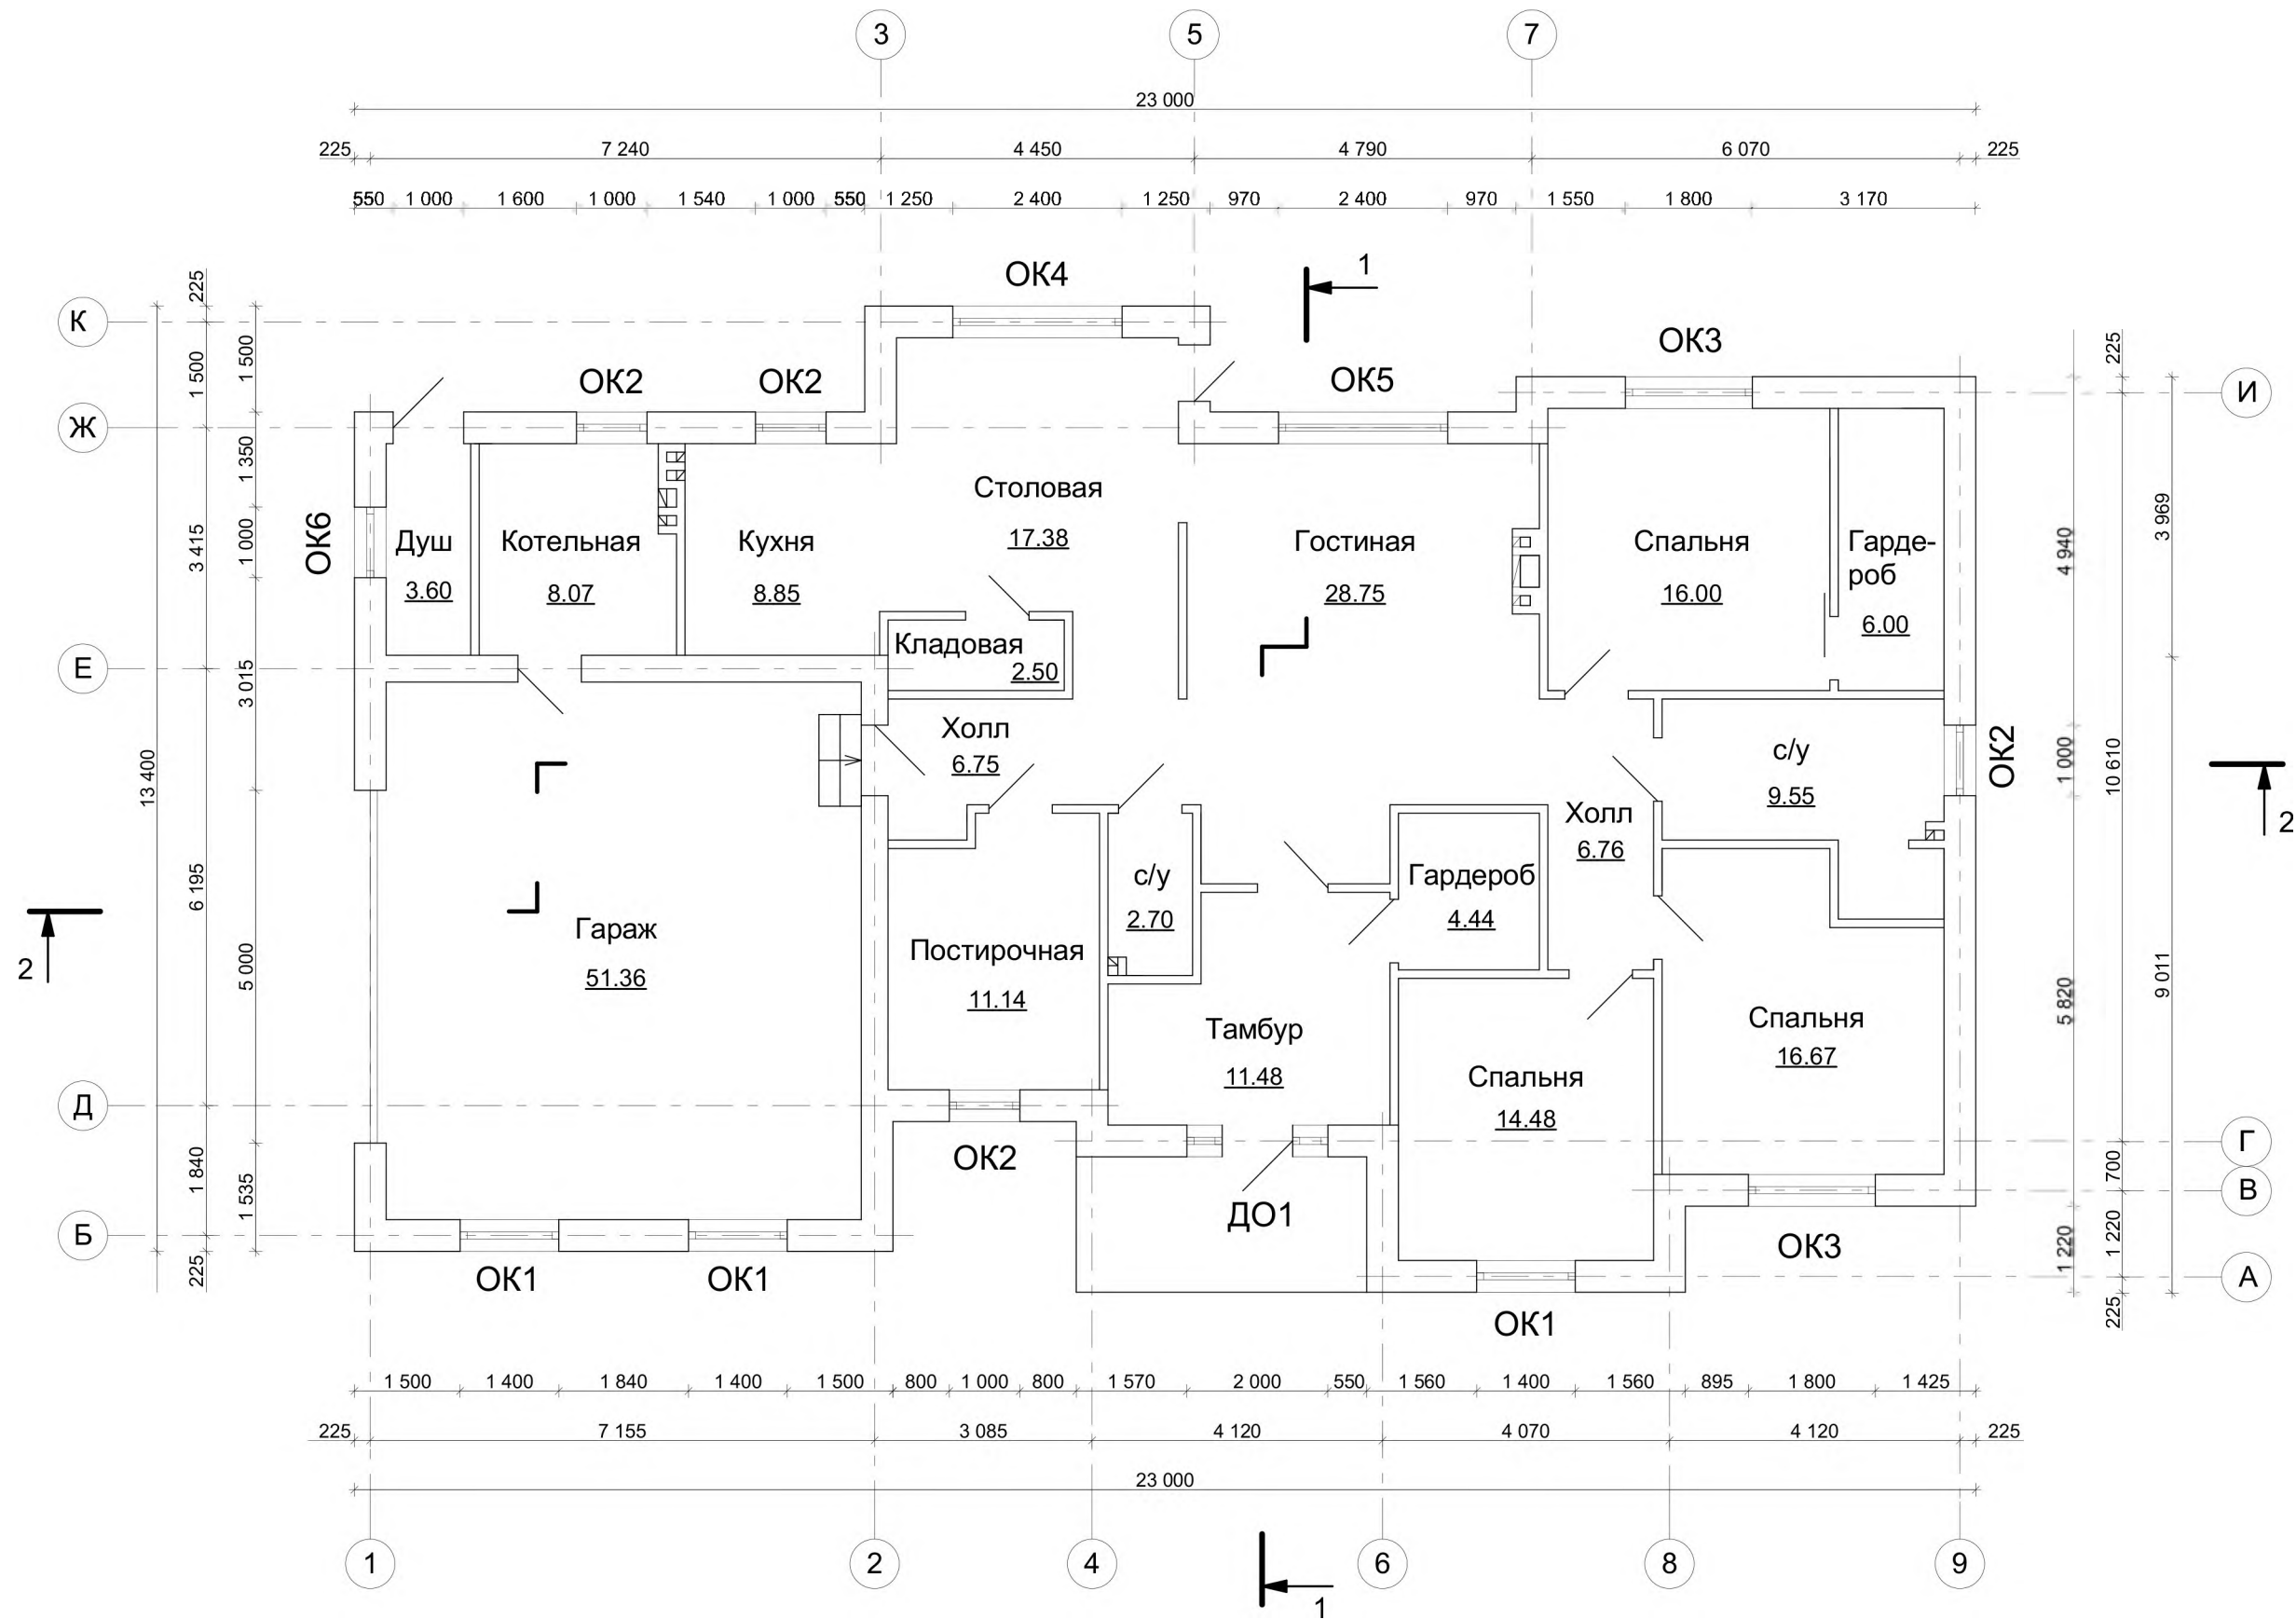 3 5 7
23 000
225 7 240 4 450 4 790 6 070 225
550 1 000 1 600 1 000 1 540 1 000 550 1 250 2 400 1 250 970 2 400 970 1 550 1 800 3 170
ОК4
1
К
225
225
ОК3
1 500
1 500
ОК2 ОК2
ОК5
И
Ж
1 350
Столовая
17.38
ОК6
Душ
3.60
Котельная
8.07
Кухня
8.85
Гостиная
28.75
Спальня
16.00
Гарде-
роб
6.00
3 415
1 000
4 940
3 969
Кладовая
2.50
Е
3 015
Холл
6.75
13 400
с/у
9.55
ОК2
1 000
10 610
2
Холл
6.76
6 195
с/у
2.70
Гардероб
4.44
2
Гараж
51.36
5 000
Постирочная
11.14
5 820
9 011
Тамбур
11.48
Спальня
16.67
Спальня
14.48
Д
Г
1 840
1 535
ОК2
700
В
ДО1
Б
225
ОК3
1 220
1 220
ОК1 ОК1
А
225
ОК1
1 500 1 400 1 840 1 400 1 500 800 1 000 800 1 570 2 000 550 1 560 1 400 1 560 895 1 800 1 425
225 7 155 3 085 4 120 4 070 4 120 225
23 000
1 2 4 6 8 9
1